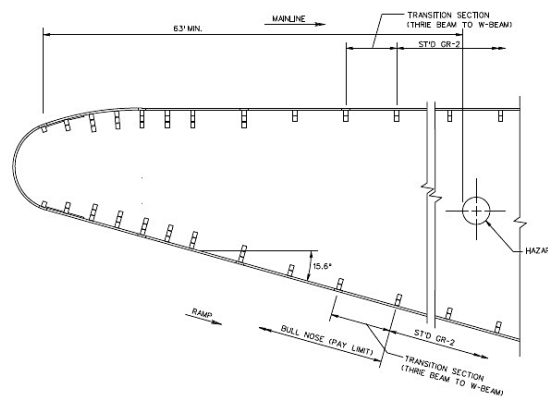 TRANSITION SECTION
(THRIE BEAM TO W-BEAM)
MAINLINE
63' MIN.
ST'D GR-2
HAZAR
15.6°
RAMP
BULL NOSE (PAY LIMIT)
ST'D GR-2
TRANSITION SECTION
(THRIE BEAM TO W-BEAM)